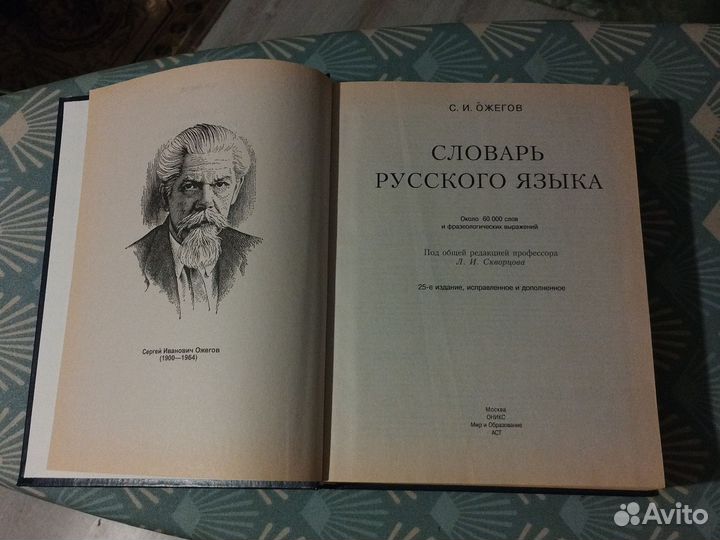 Сергей Иванович Ожегов
(1900—1964)
С. И. ОЖЕГОВ
СЛОВАРЬ
РУССКОГО ЯЗЫКА
Около 60 000 слов
и фразеологических выражений
Под общей редакцией профессора
Л. И. Скворцова
25-е издание, исправленное и дополненное
Москва
ОНИКС
Мир и Образование
АСТ
Avito